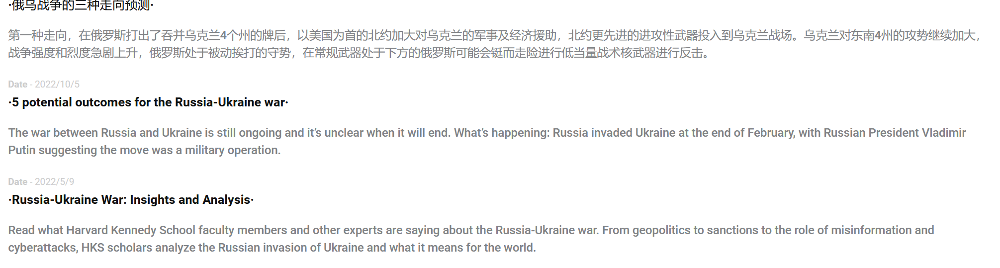 ·俄乌战争的三种走向预测·
第一种走向，在俄罗斯打出了吞并乌克兰4个州的牌后，以美国为首的北约加大对乌克兰的军事及经济援助，北约更先进的进攻性武器投入到乌克兰战场。乌克兰对东南4州的攻势继续加大，
战争强度和烈度急剧上升，俄罗斯处于被动挨打的守势，在常规武器处于下方的俄罗斯可能会铤而走险进行低当量战术核武器进行反击。
Date - 2022/10/5
·5 potential outcomes for the Russia-Ukraine war·
The war between Russia and Ukraine is still ongoing and it’s unclear when it will end. What’s happening: Russia invaded Ukraine at the end of February, with Russian President Vladimir
Putin suggesting the move was a military operation.
Date - 2022/5/9
·Russia-Ukraine War: Insights and Analysis·
Read what Harvard Kennedy School faculty members and other experts are saying about the Russia-Ukraine war. From geopolitics to sanctions to the role of misinformation and
cyberattacks, HKS scholars analyze the Russian invasion of Ukraine and what it means for the world.